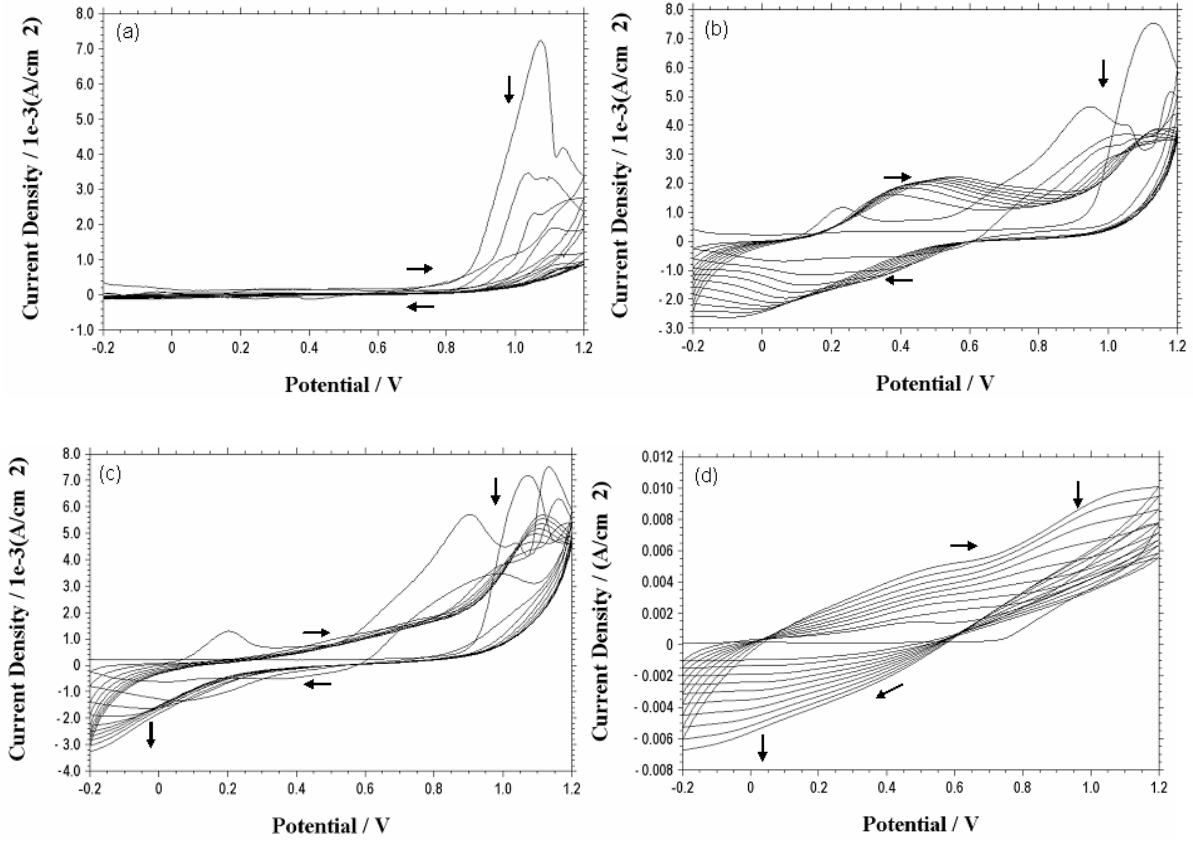 (a)
8.0
7.0
6.0
5.0
4.0
3.0
2.0
1.0
0
-1.0
-0.2 0 0.2 0.4 0.6 0.8 1.0 1.2
Current Density / 1e-3(A/cm 2)
Potential / V
(b)
8.0
7.0
6.0
5.0
4.0
3.0
2.0
1.0
0
-1.0
-2.0
-3.0
-0.2 0 0.2 0.4 0.6 0.8 1.0 1.2
Current Density / 1e-3(A/cm 2)
Potential / V
(c)
8.0
7.0
6.0
5.0
4.0
3.0
2.0
1.0
0
-1.0
-2.0
-3.0
-4.0
-0.2 0 0.2 0.4 0.6 0.8 1.0 1.2
Current Density / 1e-3(A/cm 2)
Potential / V
(d)
0.012
0.010
0.008
0.006
0.004
0.002
0
-0.002
-0.004
-0.006
-0.008
-0.2 0 0.2 0.4 0.6 0.8 1.0 1.2
Current Density / (A/cm 2)
Potential / V